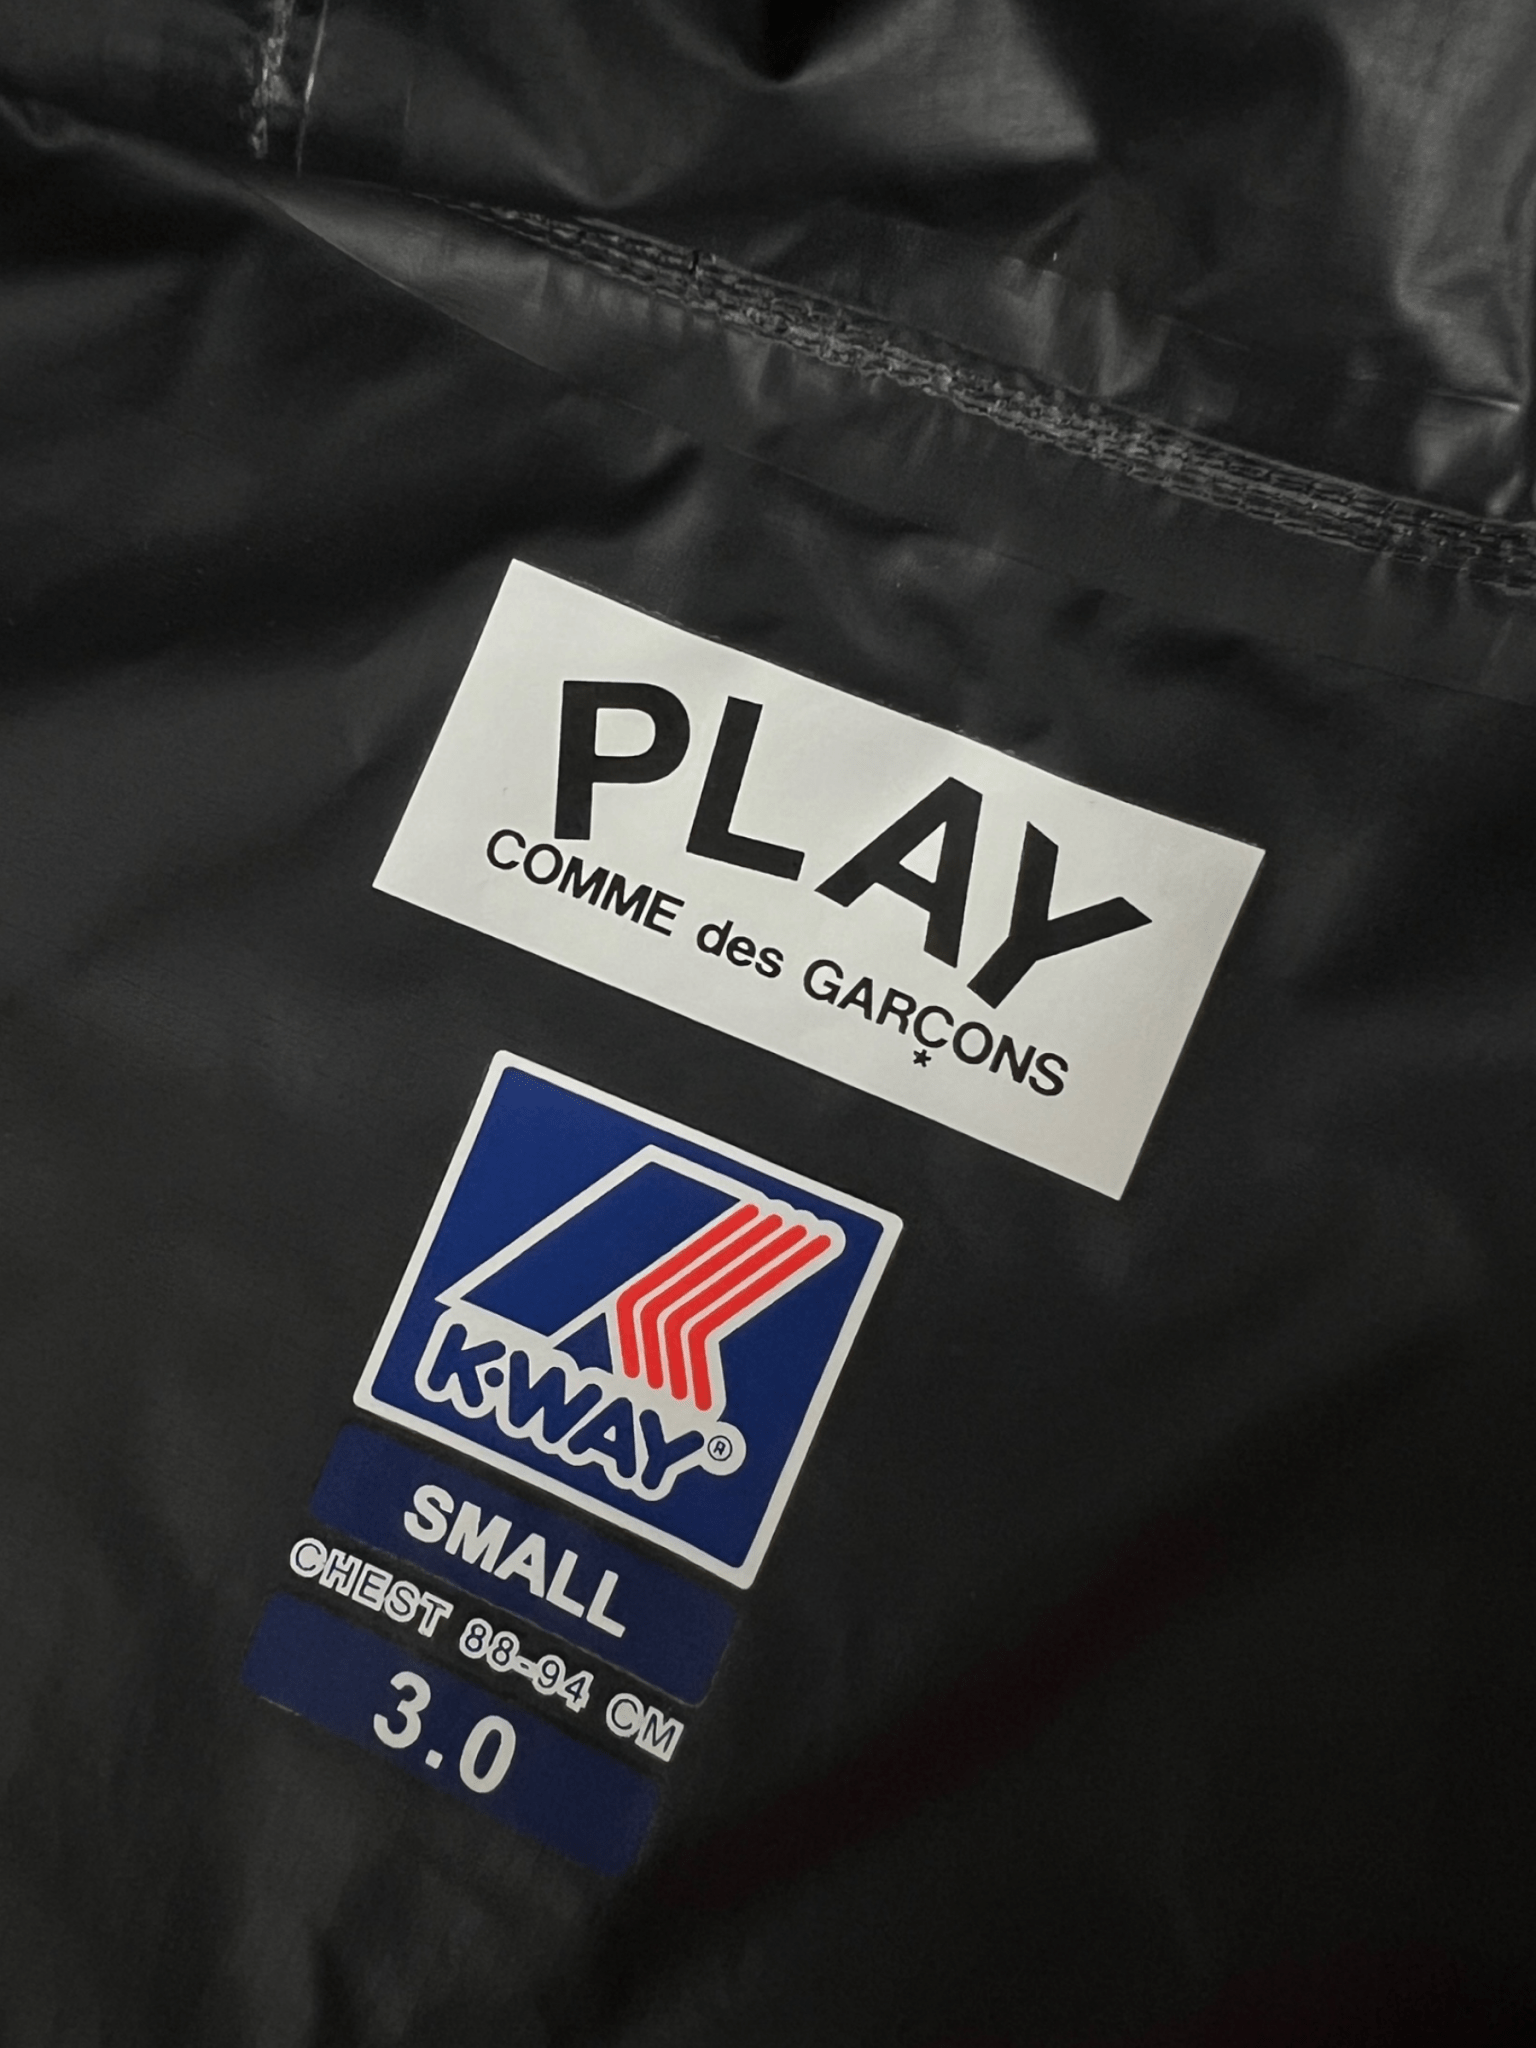 PLAY
COMME des GARÇONS
*
K·WAY®
SMALL
CHEST 88-94 CM
3.0